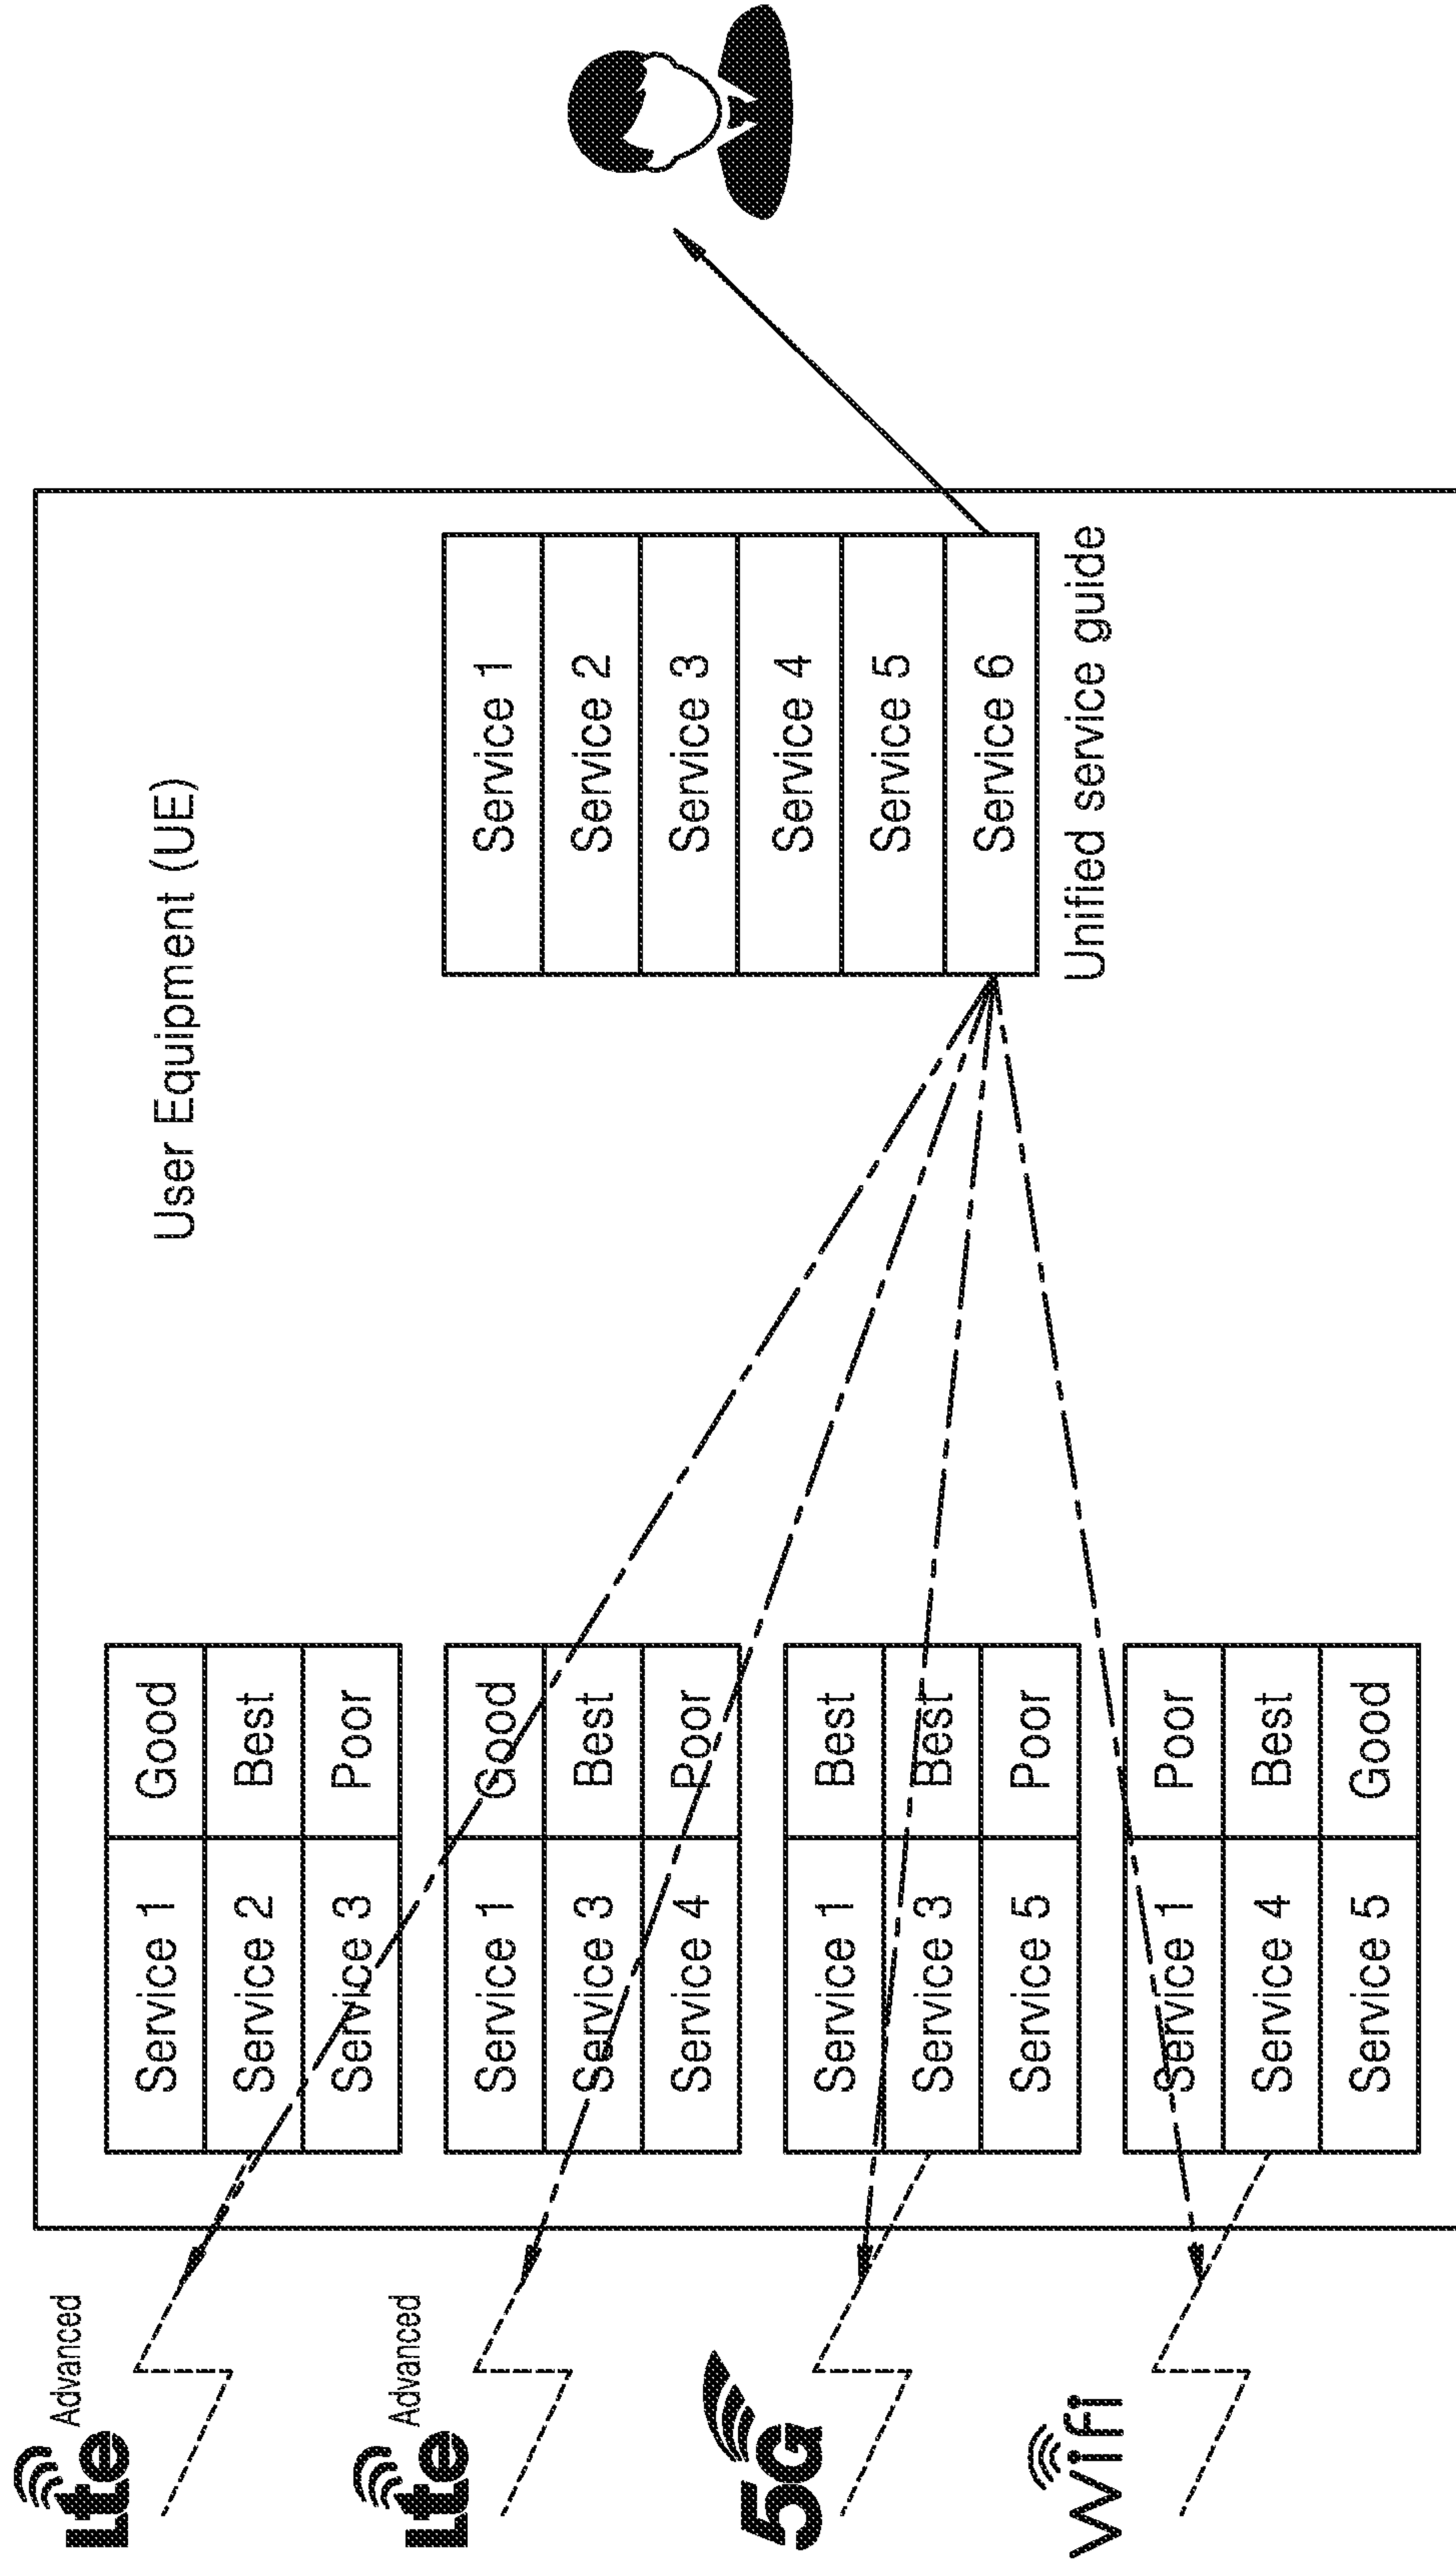 User Equipment (UE)
Lte Advanced
Service 1 Good
Service 2 Best
Service 3 Poor
Lte Advanced
Service 1 Good
Service 3 Best
Service 4 Poor
5G
Service 1 Best
Service 3 Best
Service 5 Poor
wifi
Service 1 Poor
Service 4 Best
Service 5 Good
Service 1
Service 2
Service 3
Service 4
Service 5
Service 6
Unified service guide